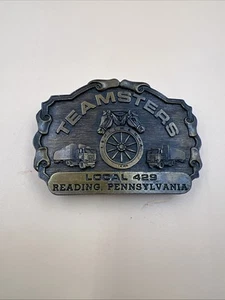 TEAMSTERS
LOCAL 429
READING, PENNSYLVANIA